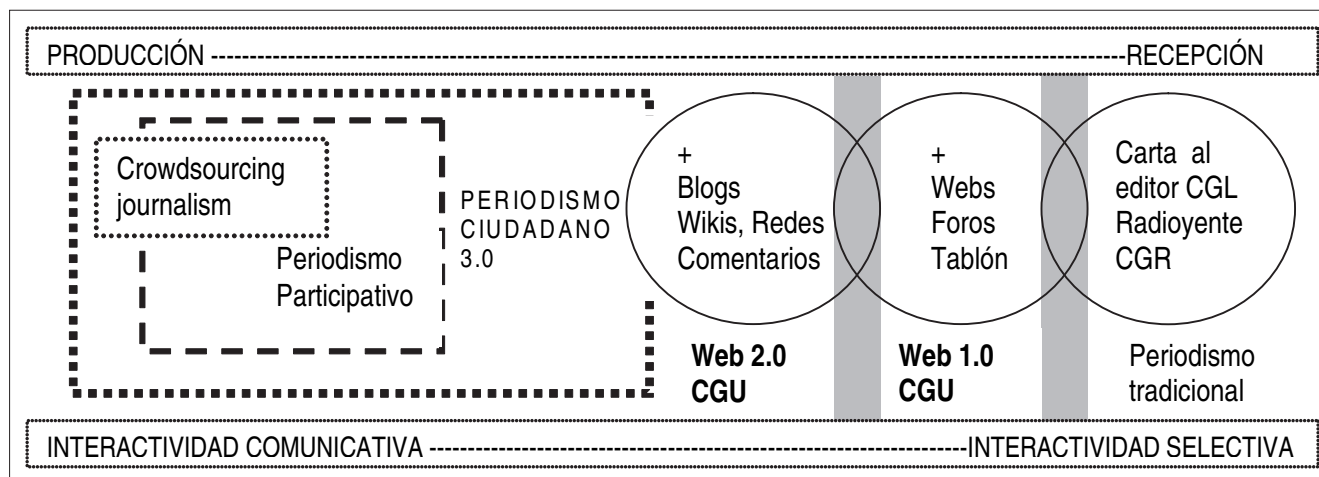 PRODUCCIÓN ---------- RECEPCIÓN
Crowdsourcing
journalism
Periodismo
Participativo
PERIODISMO
CIUDADANO
3.0
+
Blogs
Wikis, Redes
Comentarios
Web 2.0
CGU
+
Webs
Foros
Tablón
Web 1.0
CGU
Carta al
editor CGL
Radioyente
CGR
Periodismo
tradicional
INTERACTIVIDAD COMUNICATIVA ---------- INTERACTIVIDAD SELECTIVA